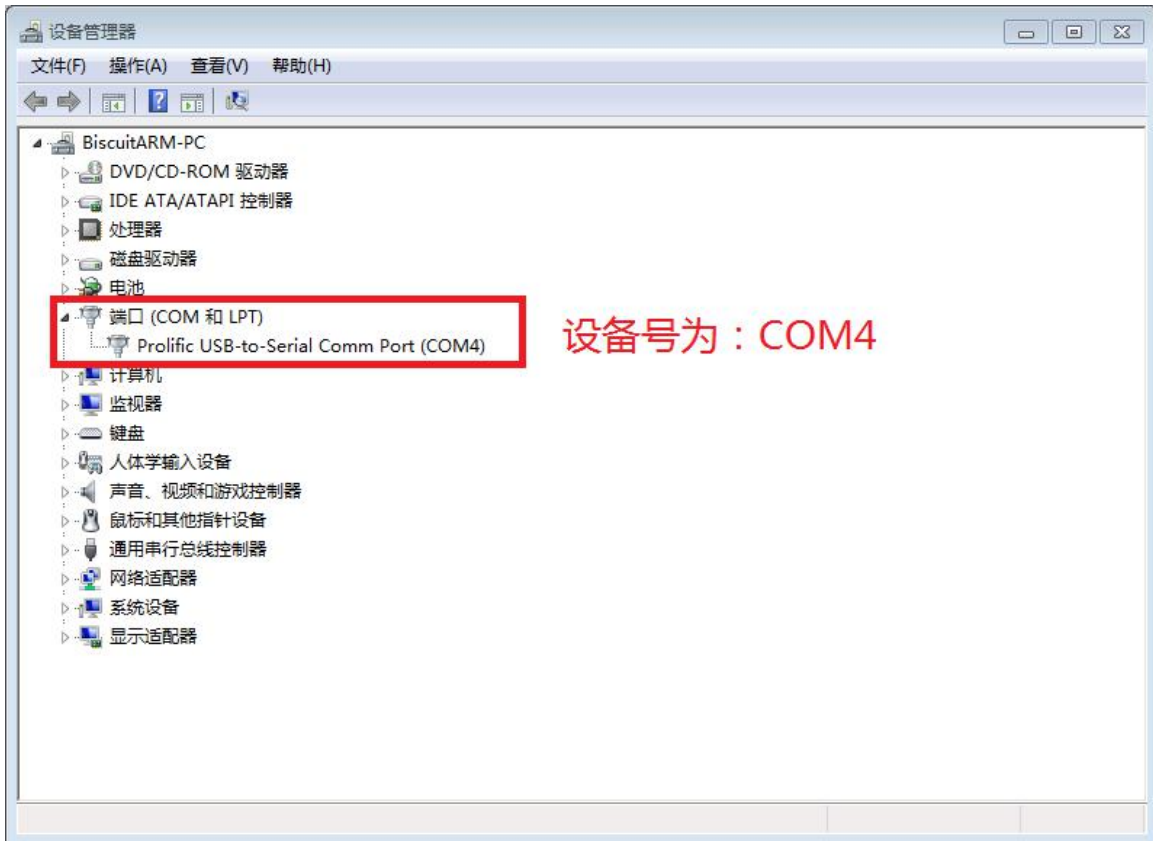 设备管理器
文件(F) 操作(A) 查看(V) 帮助(H)
BiscuitARM-PC
DVD/CD-ROM 驱动器
IDE ATA/ATAPI 控制器
处理器
磁盘驱动器
电池
端口 (COM 和 LPT)
Prolific USB-to-Serial Comm Port (COM4)
设备号为：COM4
计算机
监视器
键盘
人体学输入设备
声音、视频和游戏控制器
鼠标和其他指针设备
通用串行总线控制器
网络适配器
系统设备
显示适配器